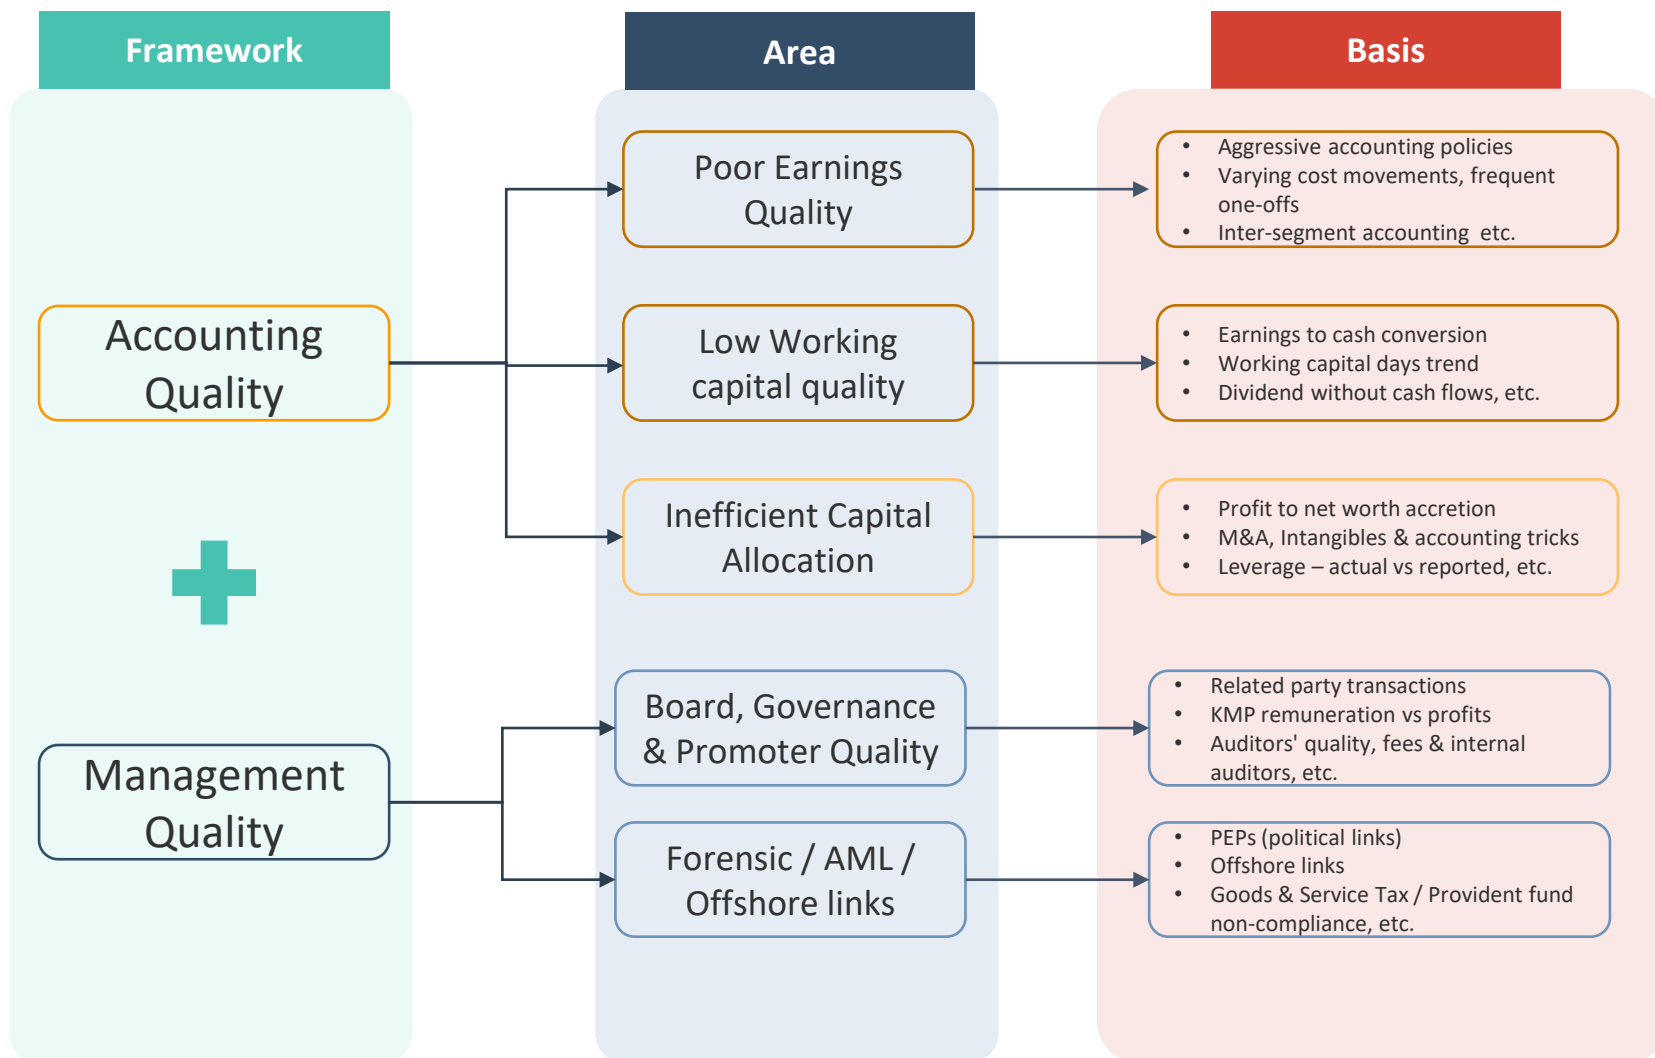 Framework
Area
Basis
Accounting
Quality
Poor Earnings
Quality
• Aggressive accounting policies
• Varying cost movements, frequent
one-offs
• Inter-segment accounting etc.
Low Working
capital quality
• Earnings to cash conversion
• Working capital days trend
• Dividend without cash flows, etc.
Inefficient Capital
Allocation
• Profit to net worth accretion
• M&A, Intangibles & accounting tricks
• Leverage – actual vs reported, etc.
Management
Quality
Board, Governance
& Promoter Quality
• Related party transactions
• KMP remuneration vs profits
• Auditors' quality, fees & internal
auditors, etc.
Forensic / AML /
Offshore links
• PEPs (political links)
• Offshore links
• Goods & Service Tax / Provident fund
non-compliance, etc.